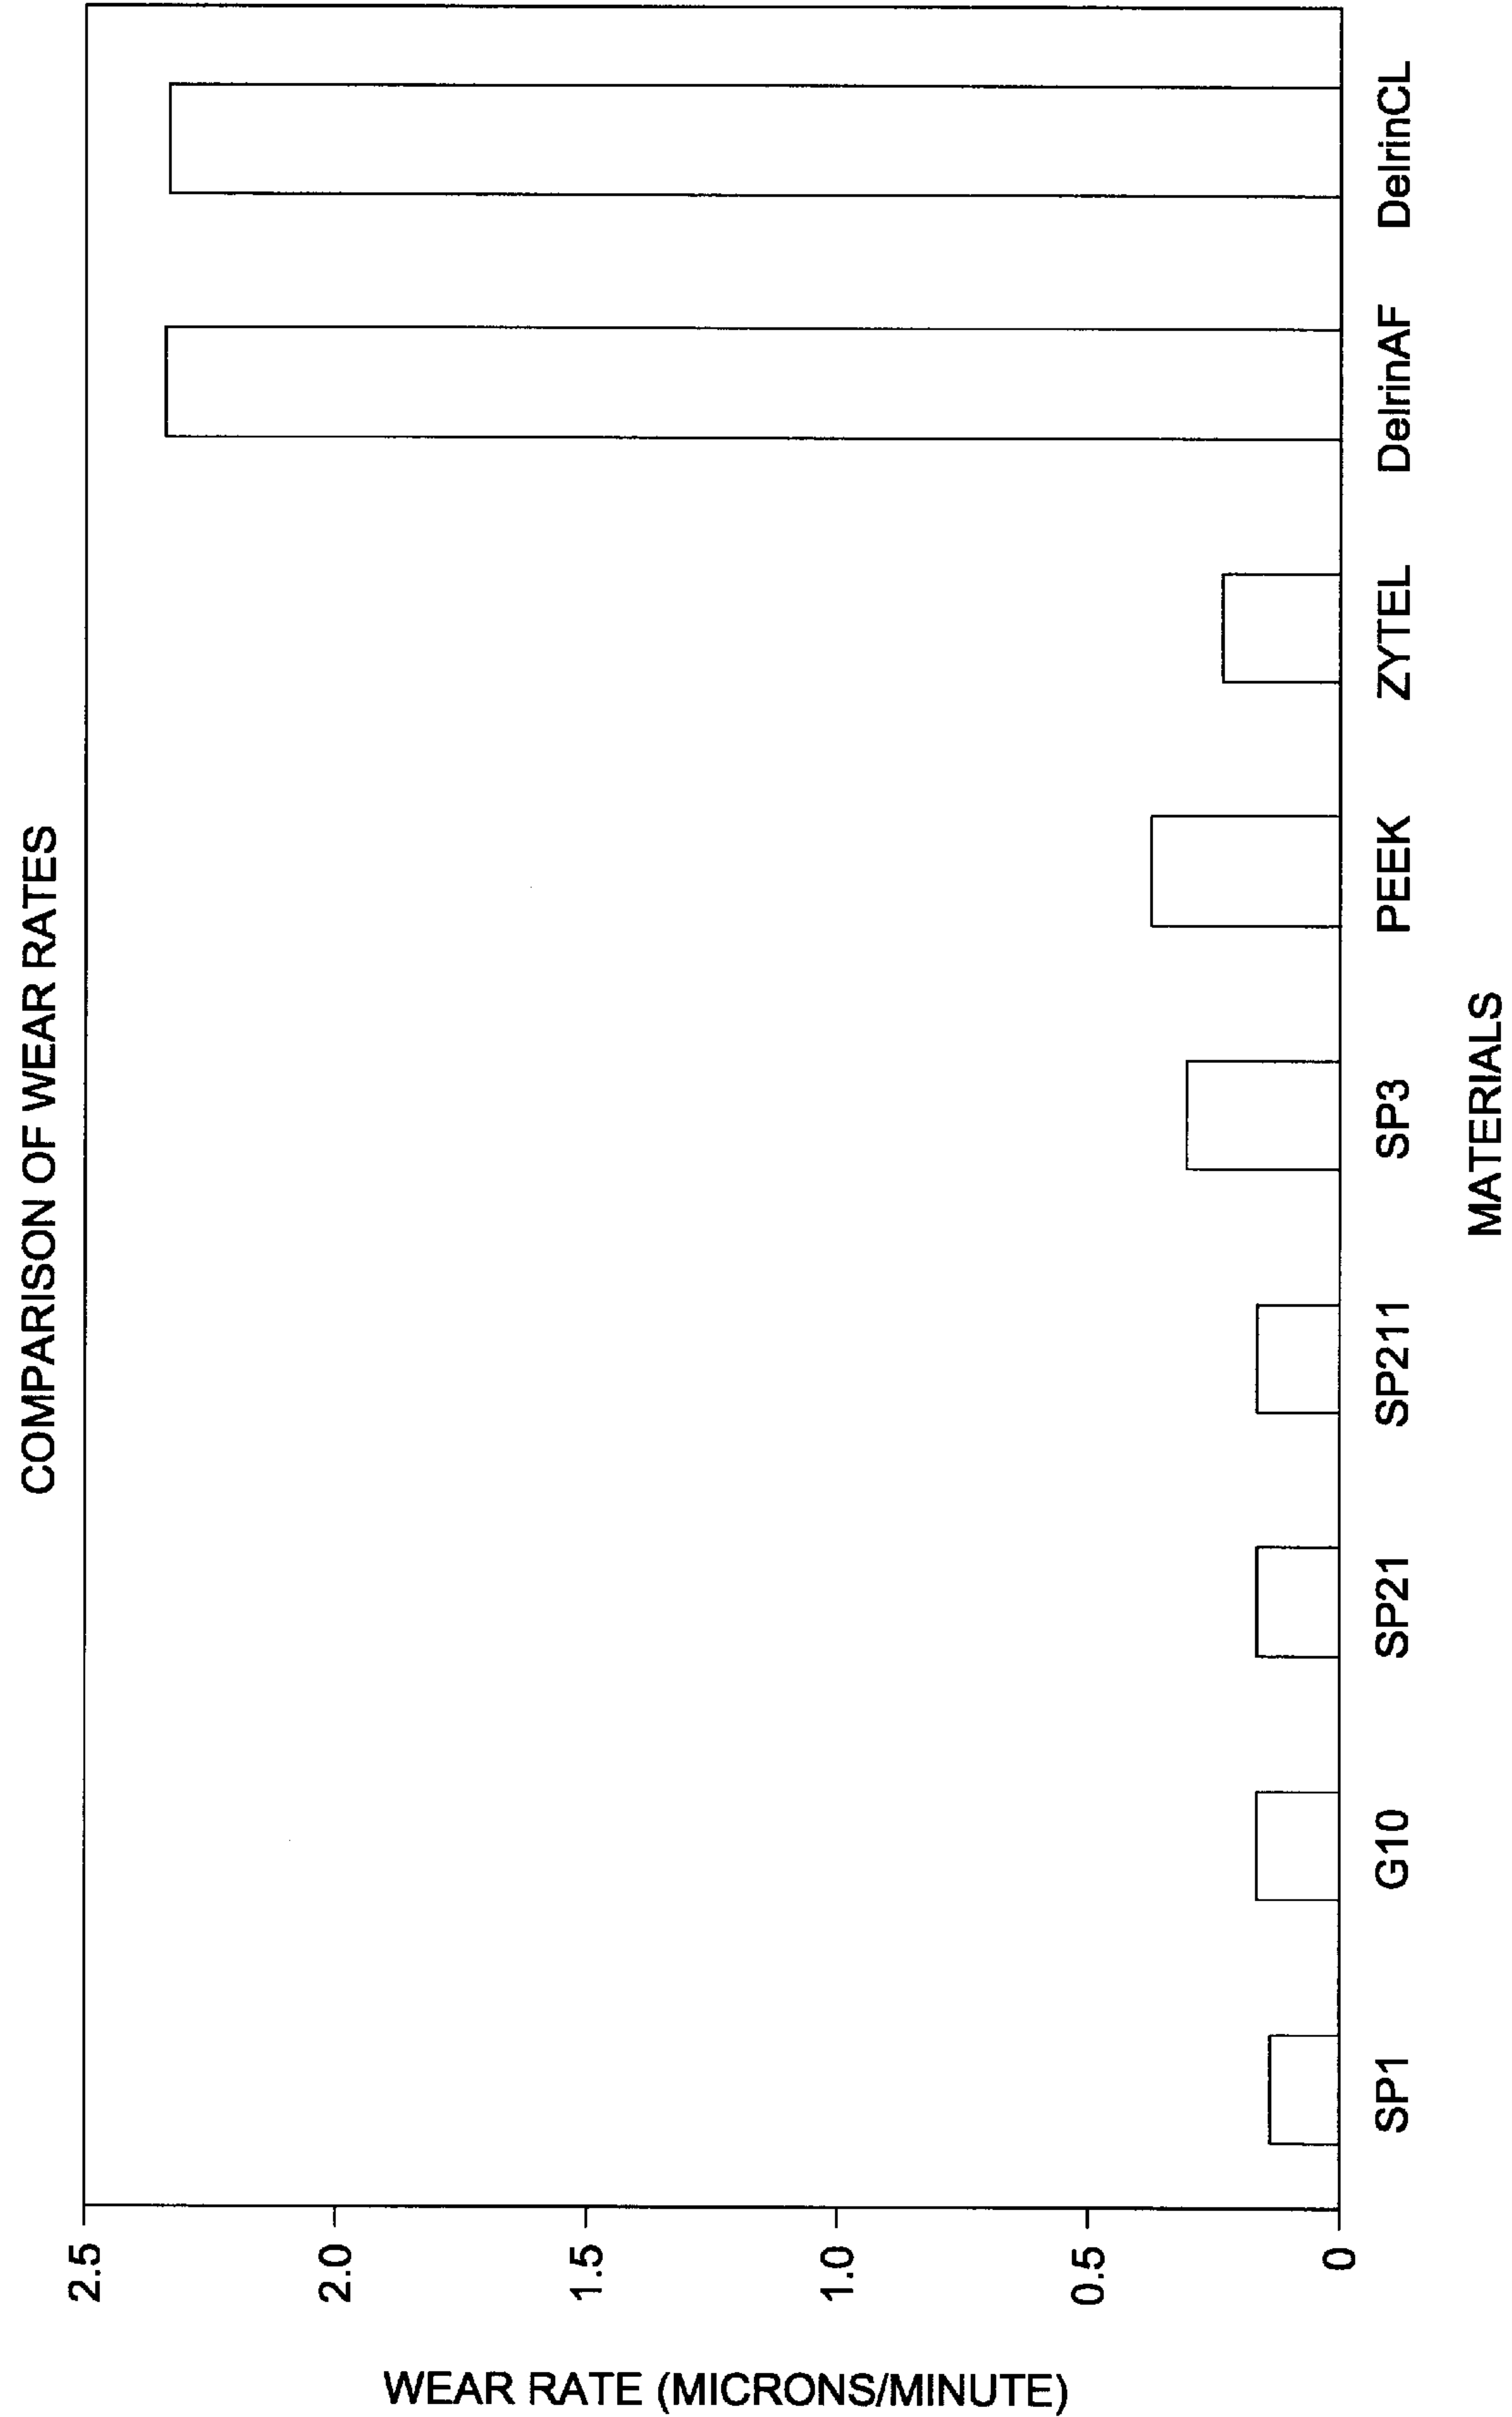 COMPARISON OF WEAR RATES
WEAR RATE (MICRONS/MINUTE)
2.5
2.0
1.5
1.0
0.5
0
SP1 G10 SP21 SP211 SP3 PEEK ZYTEL DelrinAF DelrinCL
MATERIALS